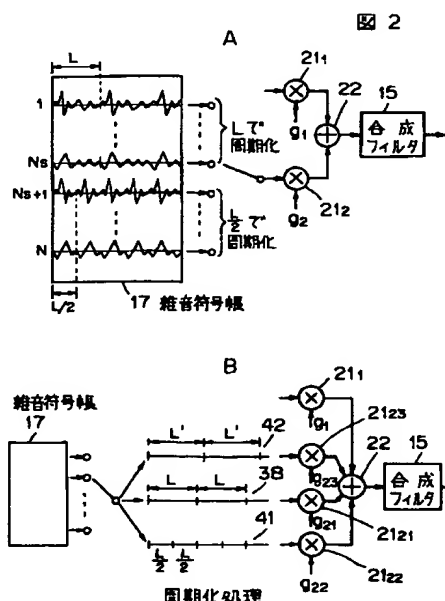 図 2
A
L
1
Ns
Ns+1
N
L/2
Lで
周期化
L/2 で
周期化
17 雑音符号帳
21₁
g₁
22
21₂
g₂
15
合成
フィルタ
B
雑音符号帳
17
L' L'
42
L L
38
L/2 L/2
41
周期化処理
21₁
g₁
21₂₃
g₂₃
22
21₂₁
g₂₁
21₂₂
g₂₂
15
合成
フィルタ